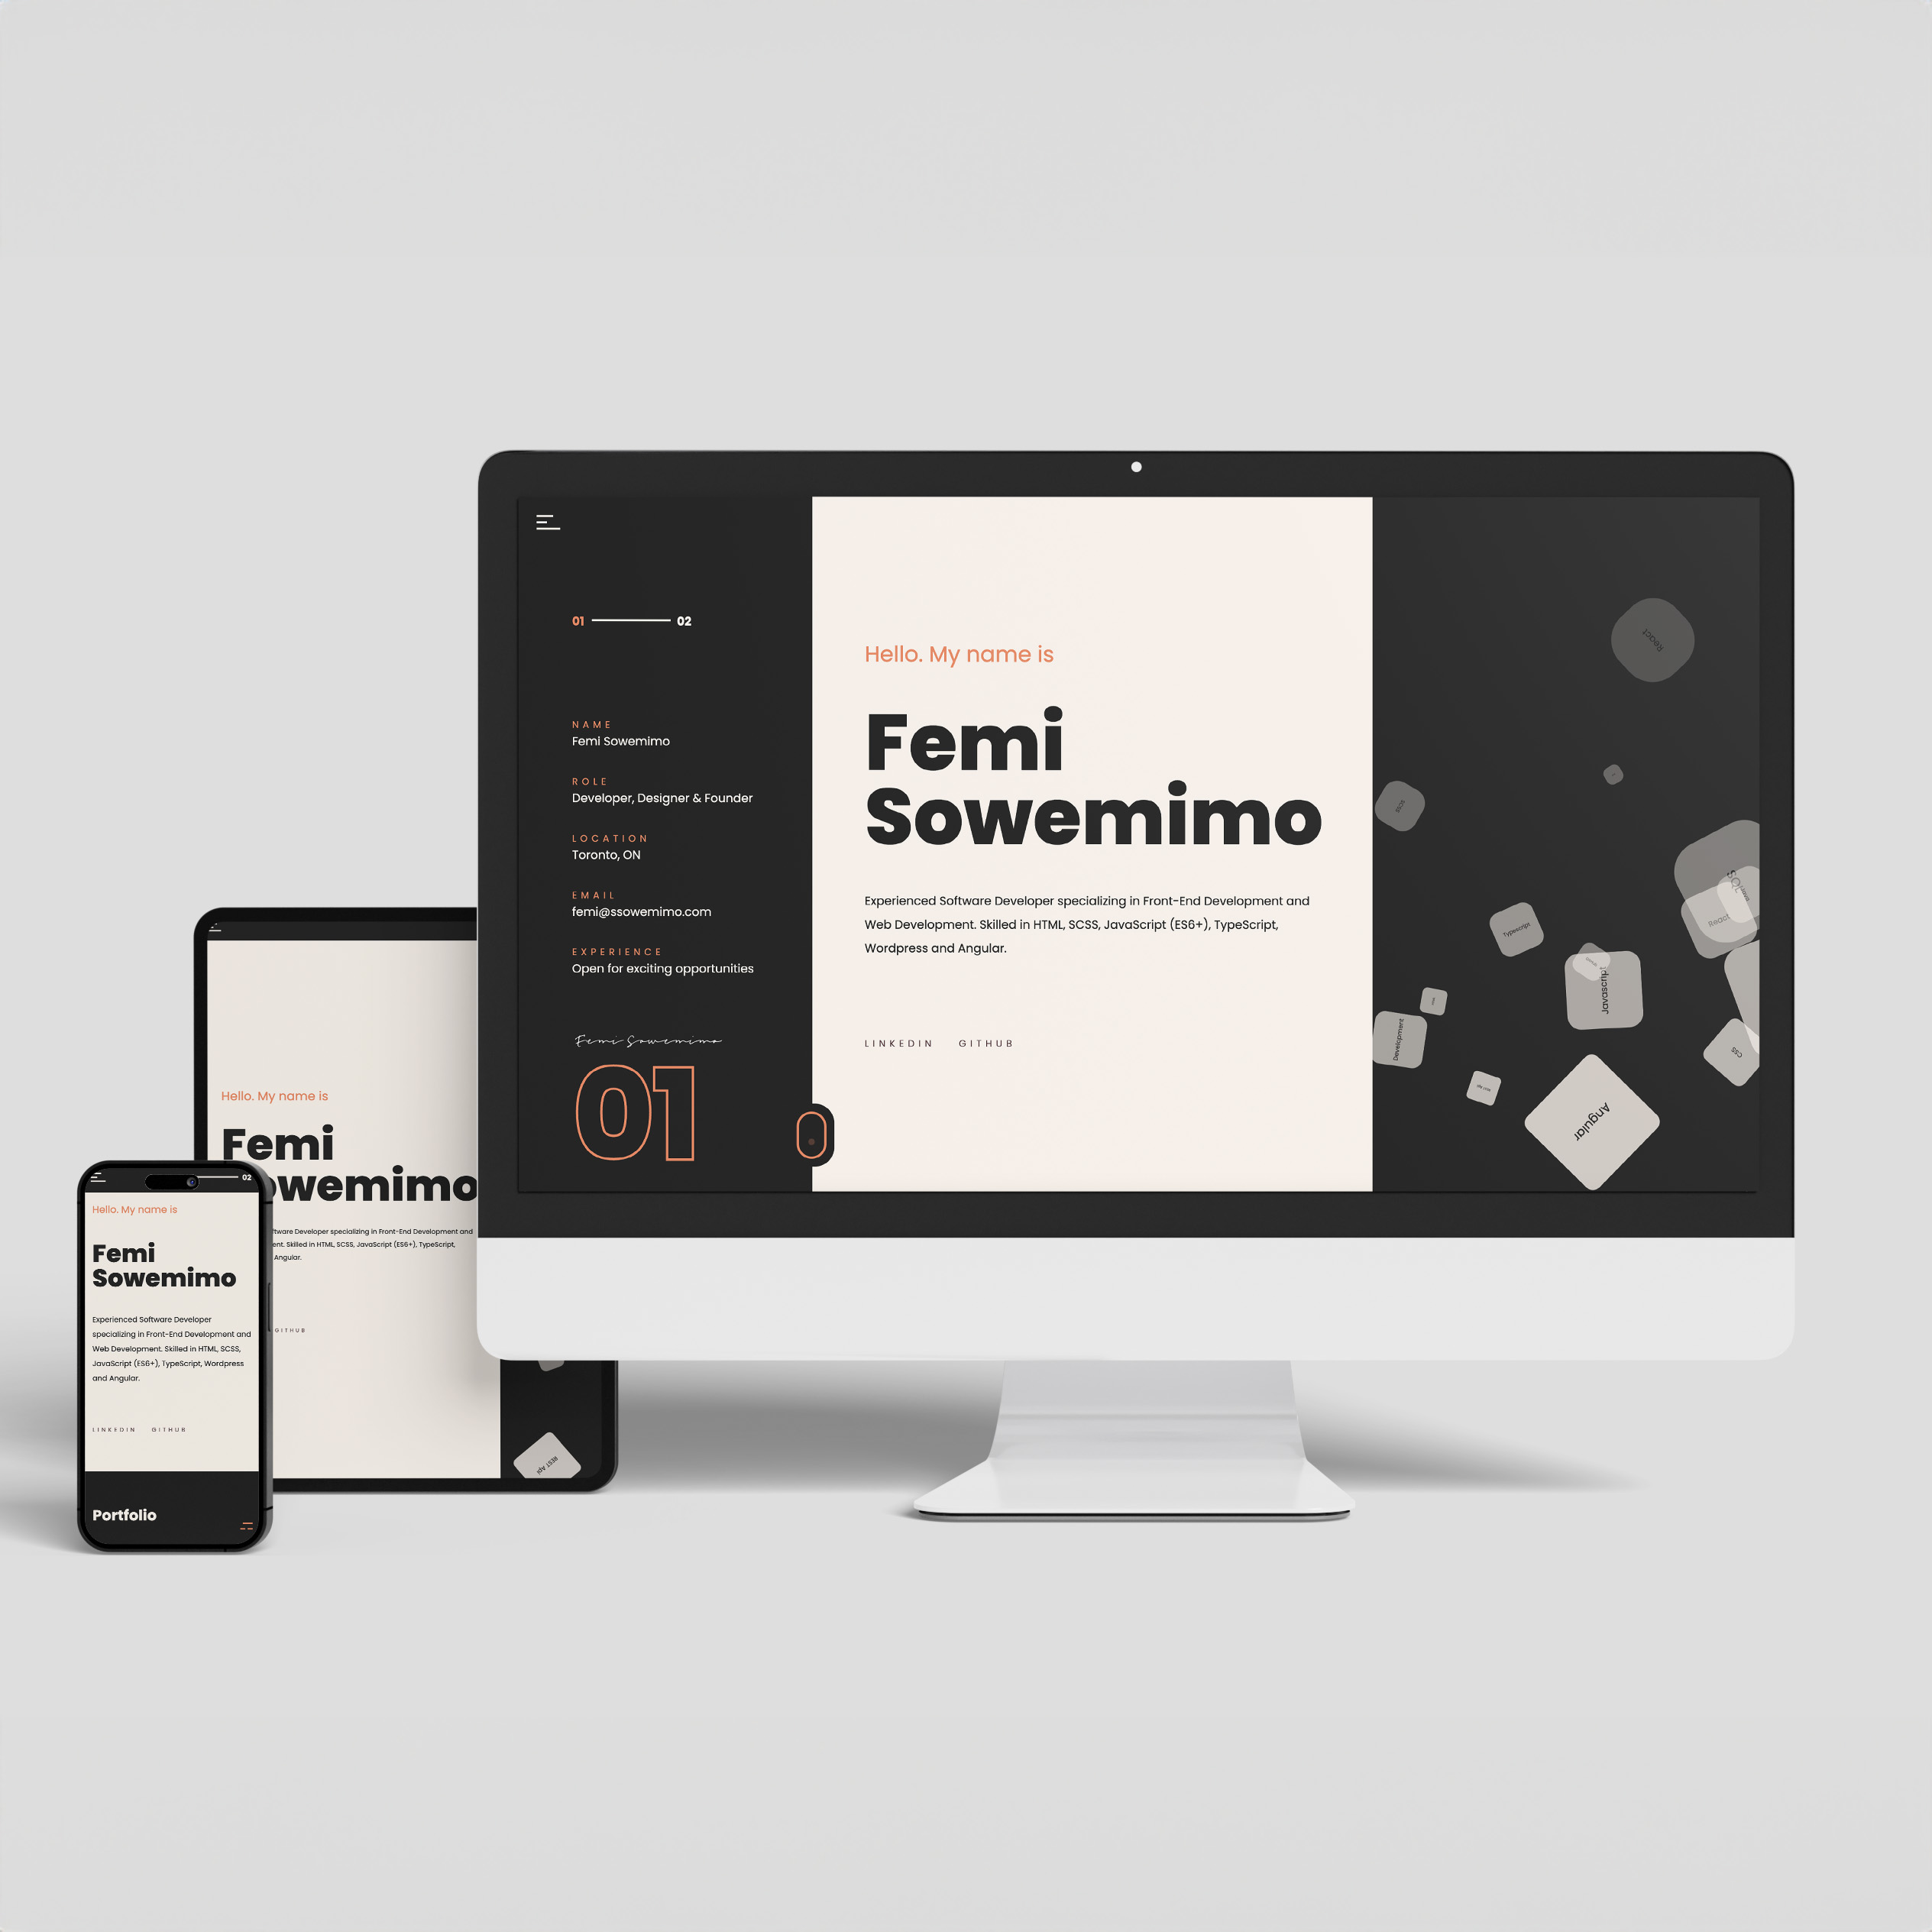 01 02
NAME
Femi Sowemimo
ROLE
Developer, Designer & Founder
LOCATION
Toronto, ON
EMAIL
femi@ssowemimo.com
EXPERIENCE
Open for exciting opportunities
Femi Sowemimo
01
Hello. My name is
Femi
Sowemimo
Experienced Software Developer specializing in Front-End Development and
Web Development. Skilled in HTML, SCSS, JavaScript (ES6+), TypeScript,
Wordpress and Angular.
LINKEDIN GITHUB
React
SCSS
SQL
React
Typescript
Javascript
Development
CSS
Angular
Hello. My name is
Femi
owemimo
ftware Developer specializing in Front-End Development and
ent. Skilled in HTML, SCSS, JavaScript (ES6+), TypeScript,
Angular.
GITHUB
REST Api
02
Hello. My name is
Femi
Sowemimo
Experienced Software Developer
specializing in Front-End Development and
Web Development. Skilled in HTML, SCSS,
JavaScript (ES6+), TypeScript, Wordpress
and Angular.
LINKEDIN GITHUB
Portfolio